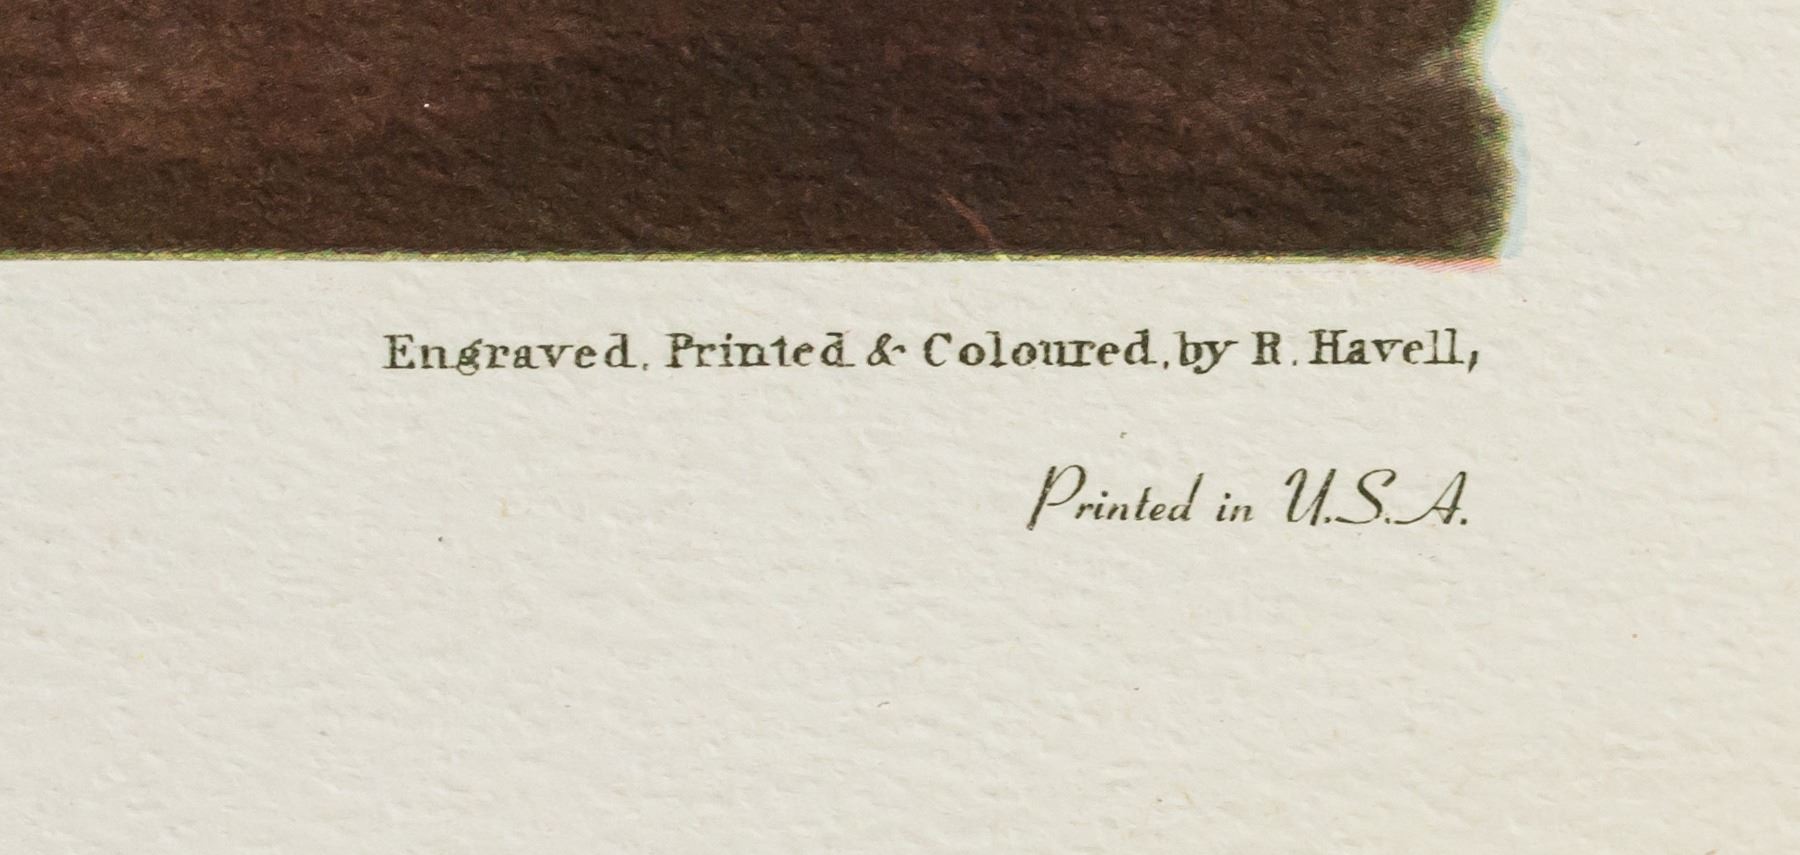 Engraved, Printed & Coloured, by R. Havell,
Printed in U.S.A.